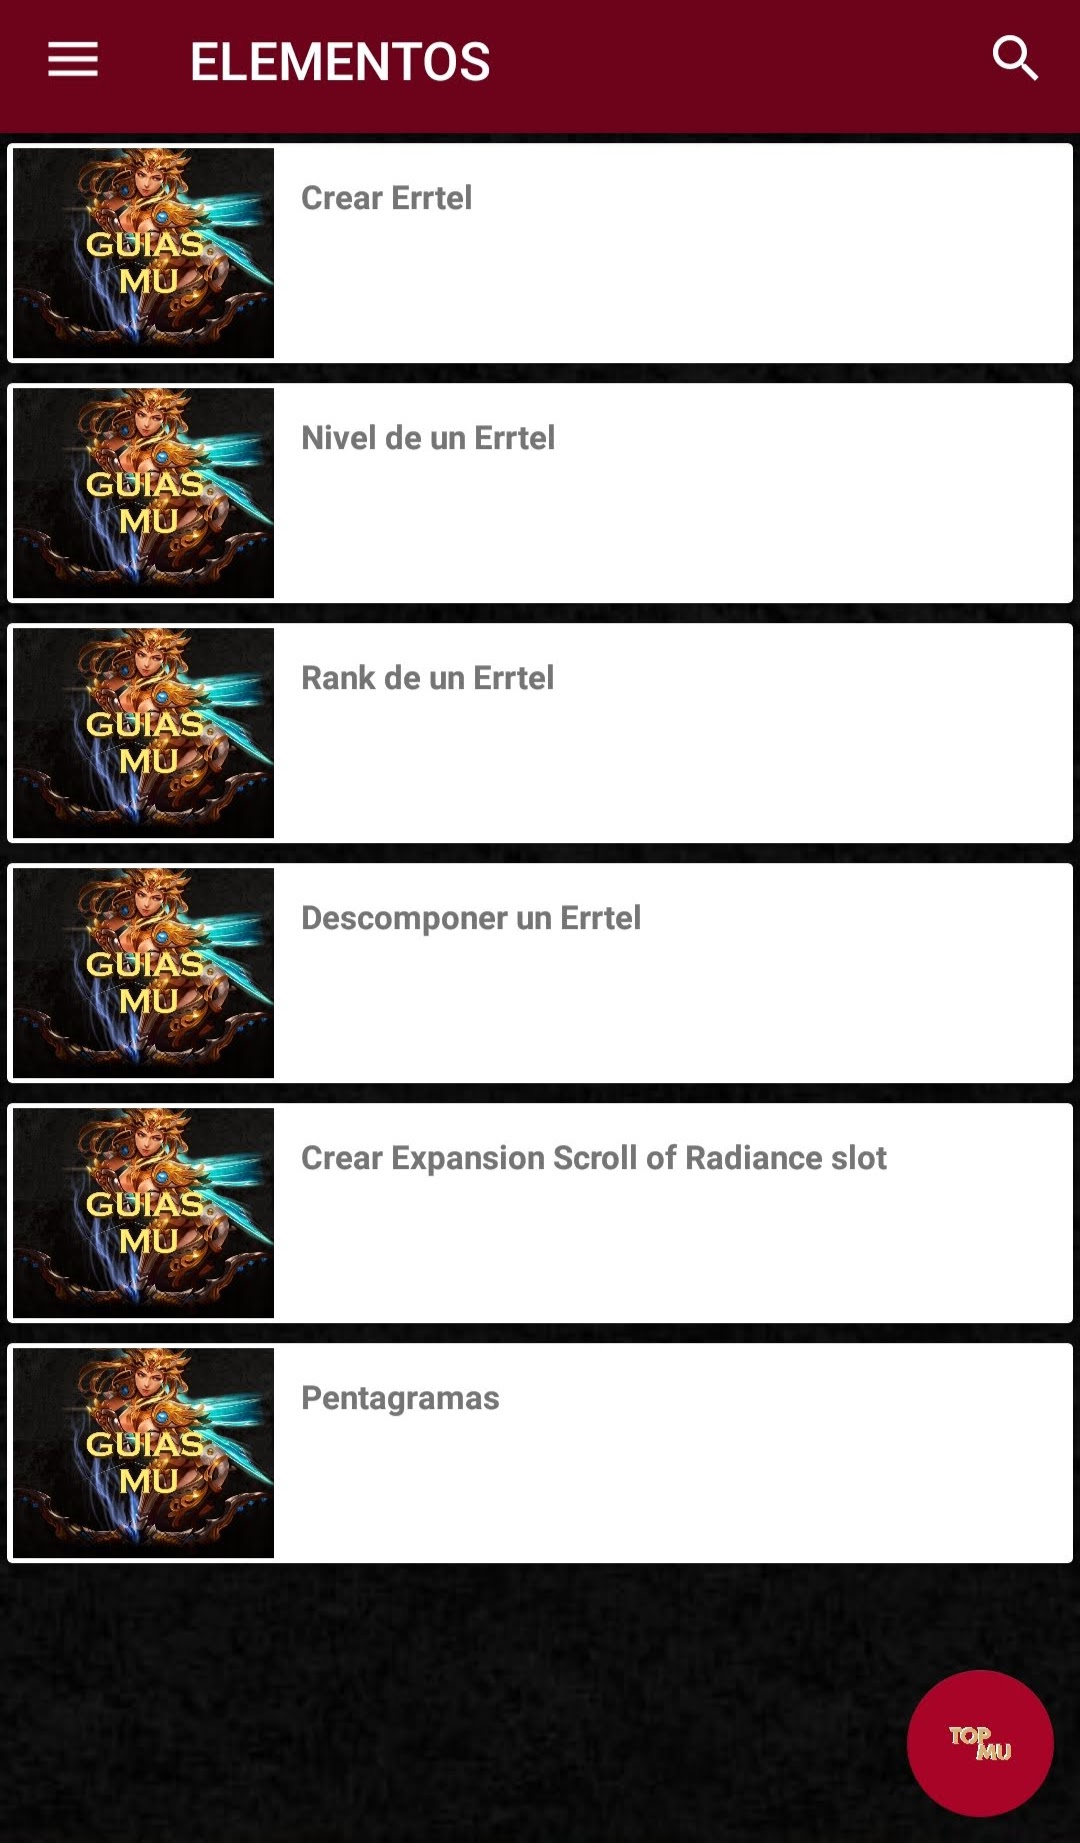 ELEMENTOS
GUIAS
MU
Crear Errtel
GUIAS
MU
Nivel de un Errtel
GUIAS
MU
Rank de un Errtel
GUIAS
MU
Descomponer un Errtel
GUIAS
MU
Crear Expansion Scroll of Radiance slot
GUIAS
MU
Pentagramas
TOP
MU